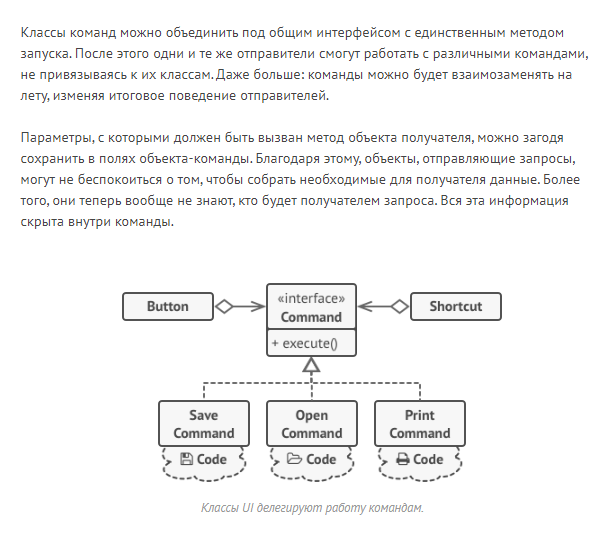 Классы команд можно объединить под общим интерфейсом с единственным методом
запуска. После этого одни и те же отправители смогут работать с различными командами,
не привязываясь к их классам. Даже больше: команды можно будет взаимозаменять на
лету, изменяя итоговое поведение отправителей.
Параметры, с которыми должен быть вызван метод объекта получателя, можно загодя
сохранить в полях объекта-команды. Благодаря этому, объекты, отправляющие запросы,
могут не беспокоиться о том, чтобы собрать необходимые для получателя данные. Более
того, они теперь вообще не знают, кто будет получателем запроса. Вся эта информация
скрыта внутри команды.
Button
«interface»
Command
+ execute()
Shortcut
Save
Command
Code
Open
Command
Code
Print
Command
Code
Классы UI делегируют работу командам.